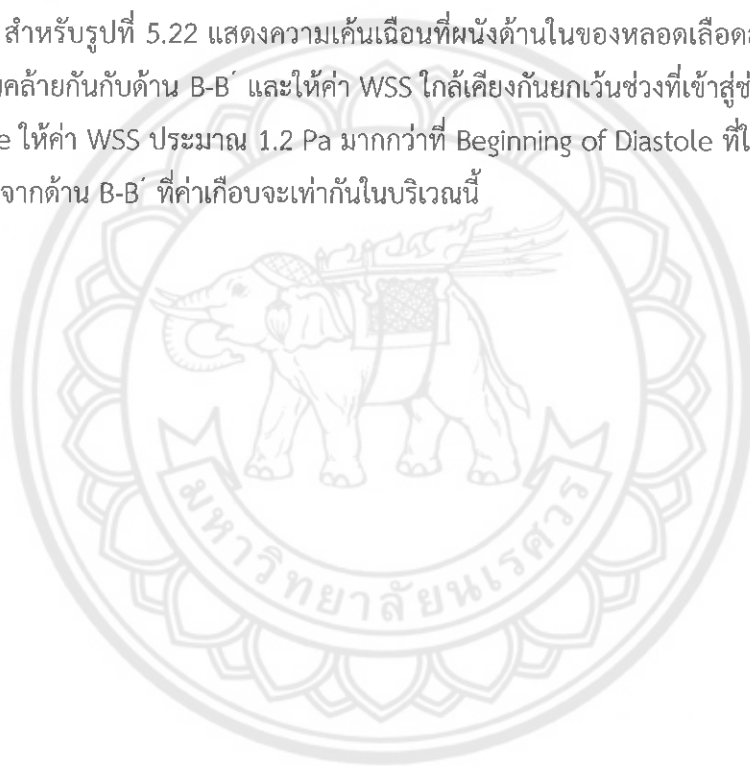 สำหรับรูปที่ 5.22 แสดงความเค้นเฉือนที่ผนังด้านในของหลอดเลือด
คล้ายกันกับด้าน B-B´ และให้ค่า WSS ใกล้เคียงกันยกเว้นช่วงที่เข้าสู่
e ให้ค่า WSS ประมาณ 1.2 Pa มากกว่าที่ Beginning of Diastole ที่
จากด้าน B-B´ ที่ค่าเกือบจะเท่ากันในบริเวณนี้
มหาวิทยาลัยนเรศวร